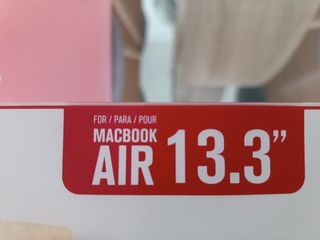 FOR / PARA / POUR
MACBOOK
AIR 13.3”